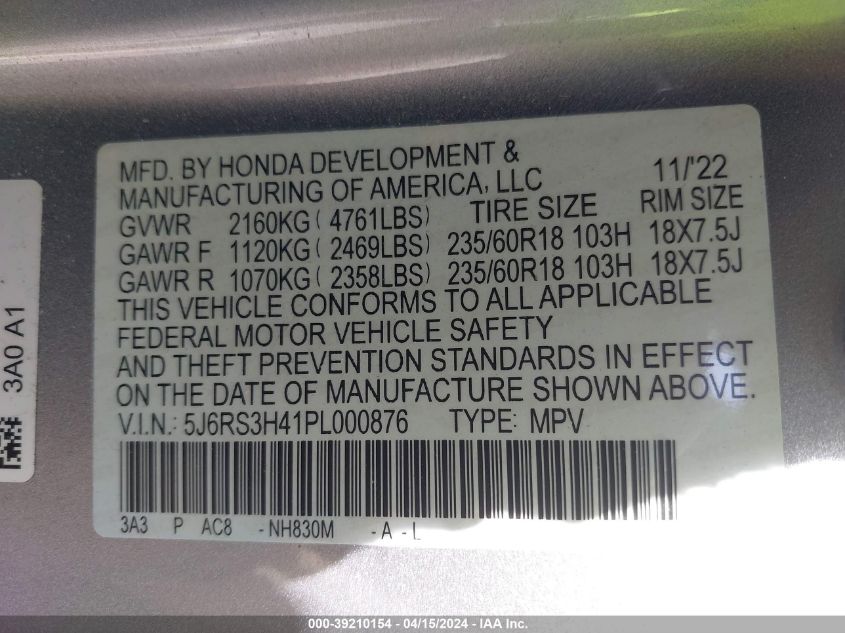 MFD. BY HONDA DEVELOPMENT & 11/'22
MANUFACTURING OF AMERICA, LLC RIM SIZE
GVWR 2160KG ( 4761LBS) TIRE SIZE
GAWR F 1120KG ( 2469LBS) 235/60R18 103H 18X7.5J
GAWR R 1070KG ( 2358LBS) 235/60R18 103H 18X7.5J
THIS VEHICLE CONFORMS TO ALL APPLICABLE
FEDERAL MOTOR VEHICLE SAFETY
AND THEFT PREVENTION STANDARDS IN EFFECT
ON THE DATE OF MANUFACTURE SHOWN ABOVE.
V.I.N.: 5J6RS3H41PL000876 TYPE: MPV
3A3 P AC8 -NH830M -A -L
3A0 A1
000-39210154 - 04/15/2024 - IAA Inc.